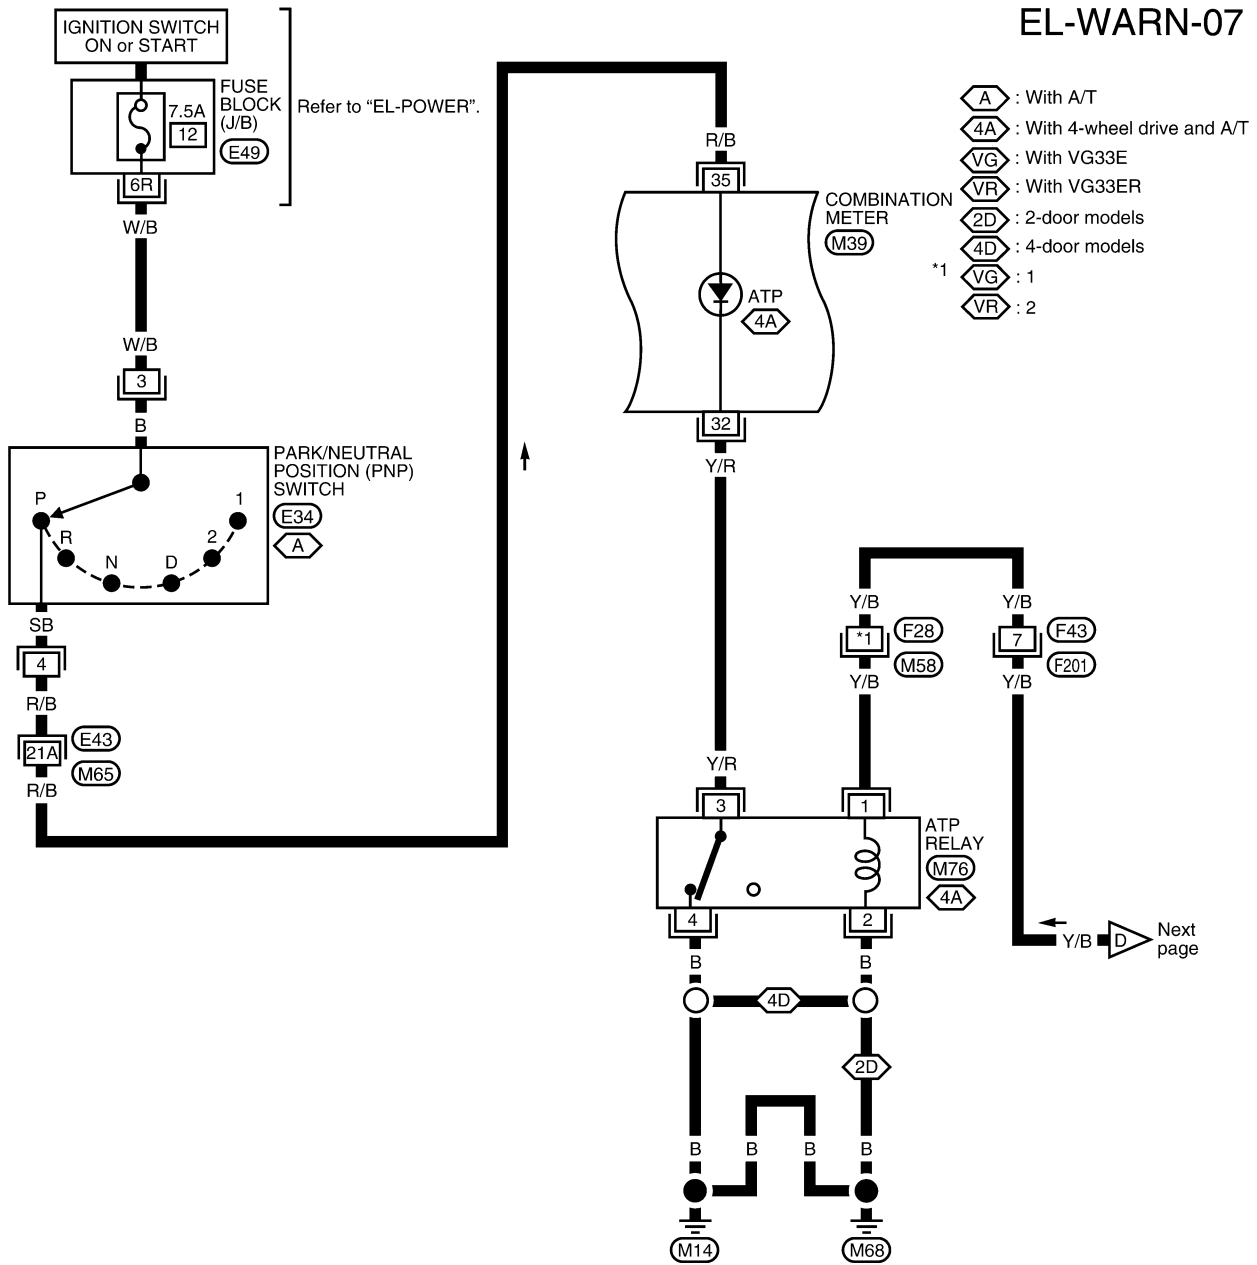 EL-WARN-07
IGNITION SWITCH
ON or START
FUSE
BLOCK
(J/B)
7.5A
12
E49
Refer to “EL-POWER”.
6R
W/B
W/B
3
B
PARK/NEUTRAL
POSITION (PNP)
SWITCH
E34
A
P
R
N
D
2
1
SB
4
R/B
21A
E43
M65
R/B
R/B
35
COMBINATION
METER
M39
ATP
4A
32
Y/R
Y/R
A : With A/T
4A : With 4-wheel drive and A/T
VG : With VG33E
VR : With VG33ER
2D : 2-door models
4D : 4-door models
*1 VG : 1
VR : 2
Y/B
Y/B
*1
F28
M58
7
F43
F201
Y/B
Y/B
3
1
ATP
RELAY
M76
4A
4
2
Y/B
D
Next
page
B
B
4D
2D
B
B
B
B
M14
M68